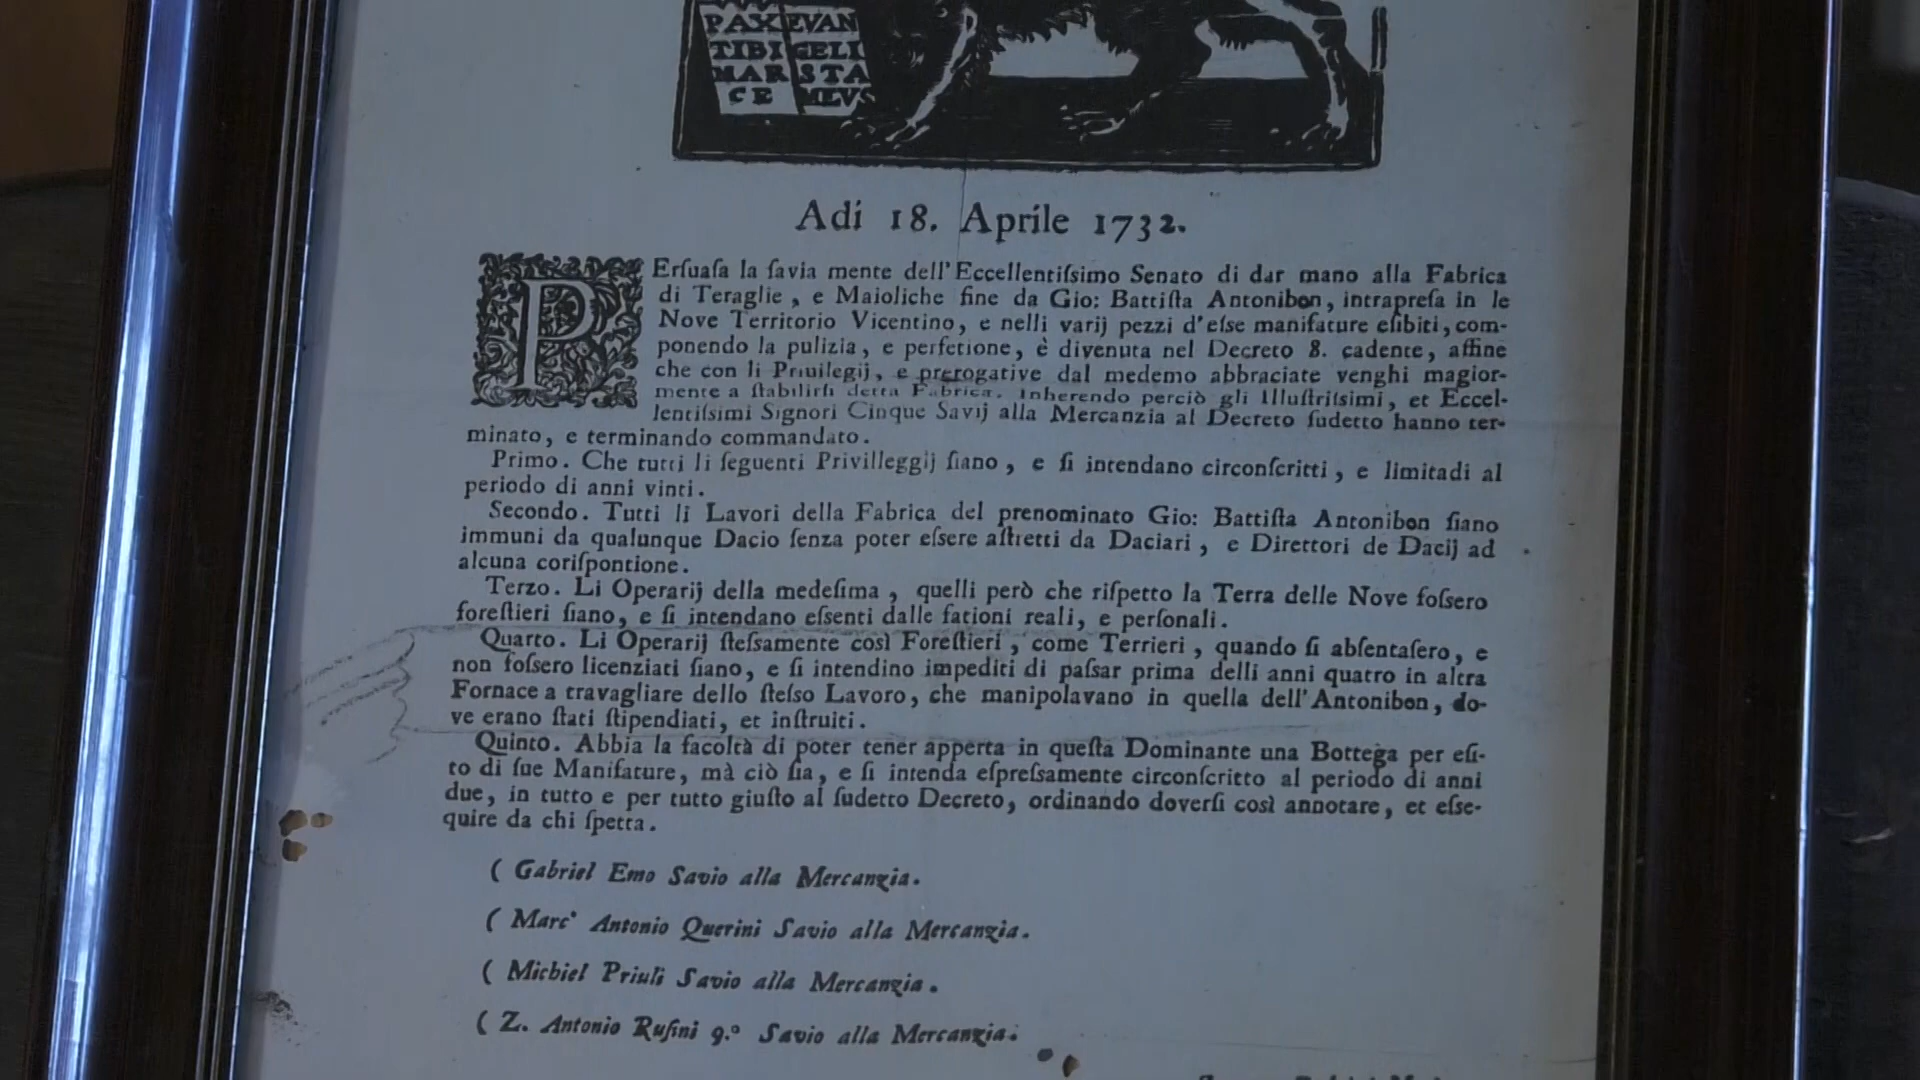 PAX EVAN
TIBI GELI
MAR STA
CE MEVS
Adì 18. Aprile 1732.
PErſuaſa la ſavia mente dell'Eccellentiſsimo Senato di dar mano alla Fabrica
di Teraglie, e Maioliche fine da Gio: Battiſta Antonibon, intrapreſa in le
Nove Territorio Vicentino, e nelli varij pezzi d'eſse manifature eſibiti, com-
ponendo la pulizia, e perfetione, è divenuta nel Decreto 8. cadente, affine
che con li Priuilegij, e prerogative dal medemo abbraciate venghi magior-
mente a ſtabilirſi detta Fabrica. Inherendo perciò gli Illuſtriſsimi, et Eccel-
lentiſsimi Signori Cinque Savij alla Mercanzia al Decreto ſudetto hanno ter-
minato, e terminando commandato.
Primo. Che tutti li ſeguenti Privilleggij ſiano, e ſi intendano circonſcritti, e limitadi al
periodo di anni vinti.
Secondo. Tutti li Lavori della Fabrica del prenominato Gio: Battiſta Antonibon ſiano
immuni da qualunque Dacio ſenza poter eſsere aſtretti da Daciari, e Direttori de Dacij ad
alcuna coriſpontione.
Terzo. Li Operarij della medeſima, quelli però che riſpetto la Terra delle Nove foſsero
foreſtieri ſiano, e ſi intendano eſsenti dalle fationi reali, e perſonali.
Quarto. Li Operarij ſteſsamente così Foreſtieri, come Terrieri, quando ſi abſentaſero, e
non foſsero licenziati ſiano, e ſi intendino impediti di paſsar prima delli anni quatro in altra
Fornace a travagliare dello ſteſso Lavoro, che manipolavano in quella dell'Antonibon, do-
ve erano ſtati ſtipendiati, et inſtruiti.
Quinto. Abbia la facoltà di poter tener apperta in queſta Dominante una Bottega per eſi-
to di ſue Manifature, mà ciò ſia, e ſi intenda eſpreſsamente circonſcritto al periodo di anni
due, in tutto e per tutto giuſto al ſudetto Decreto, ordinando doverſi così annotare, et eſse-
quire da chi ſpetta.
( Gabriel Emo Savio alla Mercanzia.
( Marc' Antonio Querini Savio alla Mercanzia.
( Michiel Priuli Savio alla Mercanzia.
( Z. Antonio Ruſini 9.° Savio alla Mercanzia.